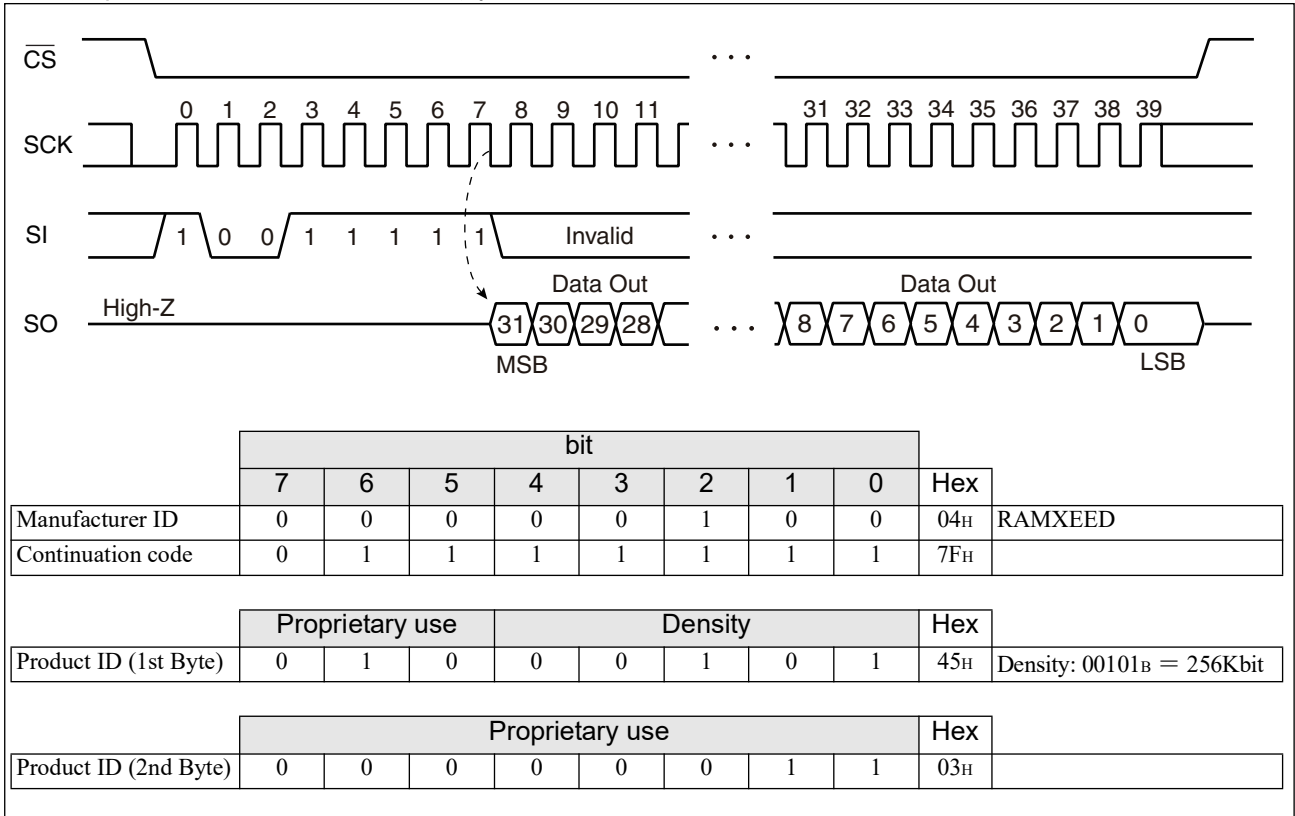 CS
. . .
0 1 2 3 4 5 6 7 8 9 10 11 31 32 33 34 35 36 37 38 39
SCK . . .
SI 1 0 0 1 1 1 1 1 Invalid . . .
Data Out Data Out
SO High-Z 31 30 29 28 . . . 8 7 6 5 4 3 2 1 0
MSB LSB
bit
7 6 5 4 3 2 1 0 Hex
Manufacturer ID 0 0 0 0 0 1 0 0 04H RAMXEED
Continuation code 0 1 1 1 1 1 1 1 7FH
Proprietary use Density Hex
Product ID (1st Byte) 0 1 0 0 0 1 0 1 45H Density: 00101B = 256Kbit
Proprietary use Hex
Product ID (2nd Byte) 0 0 0 0 0 0 1 1 03H